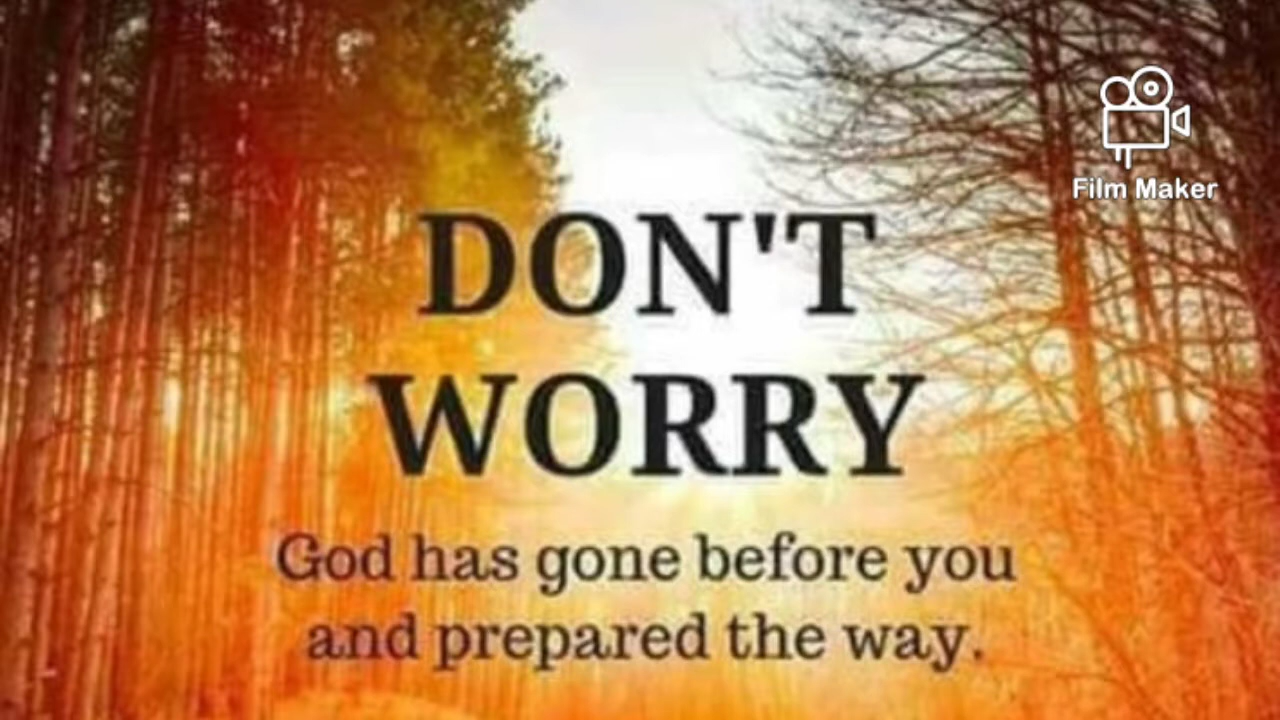 Film Maker
DON'T
WORRY
God has gone before you
and prepared the way.